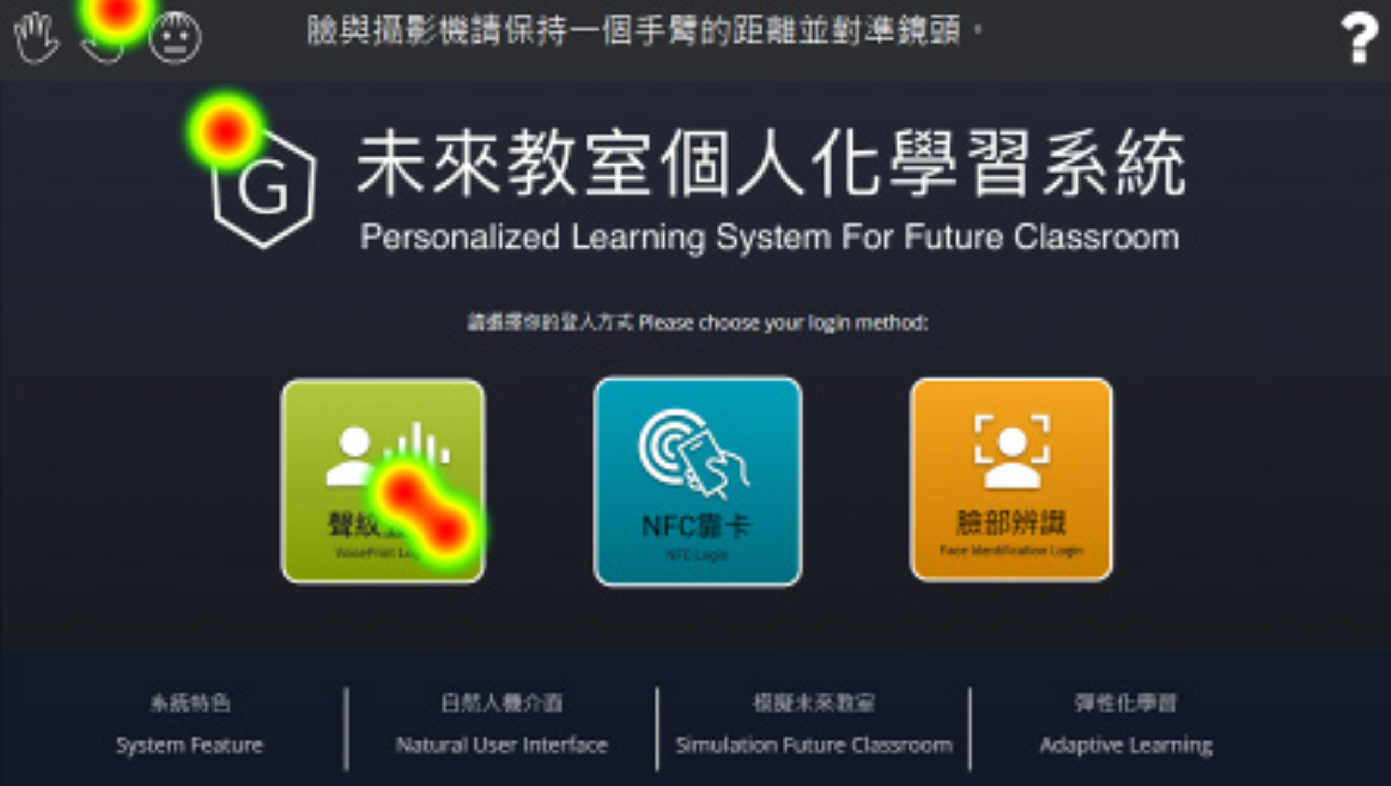 臉與攝影機請保持一個手臂的距離並對準鏡頭。
?
G
未來教室個人化學習系統
Personalized Learning System For Future Classroom
請選擇你的登入方式 Please choose your login method:
聲紋
VoicePrint
NFC靠卡
NFC Login
臉部辨識
Face Identification Login
系統特色
System Feature
自然人機介面
Natural User Interface
模擬未來教室
Simulation Future Classroom
彈性化學習
Adaptive Learning